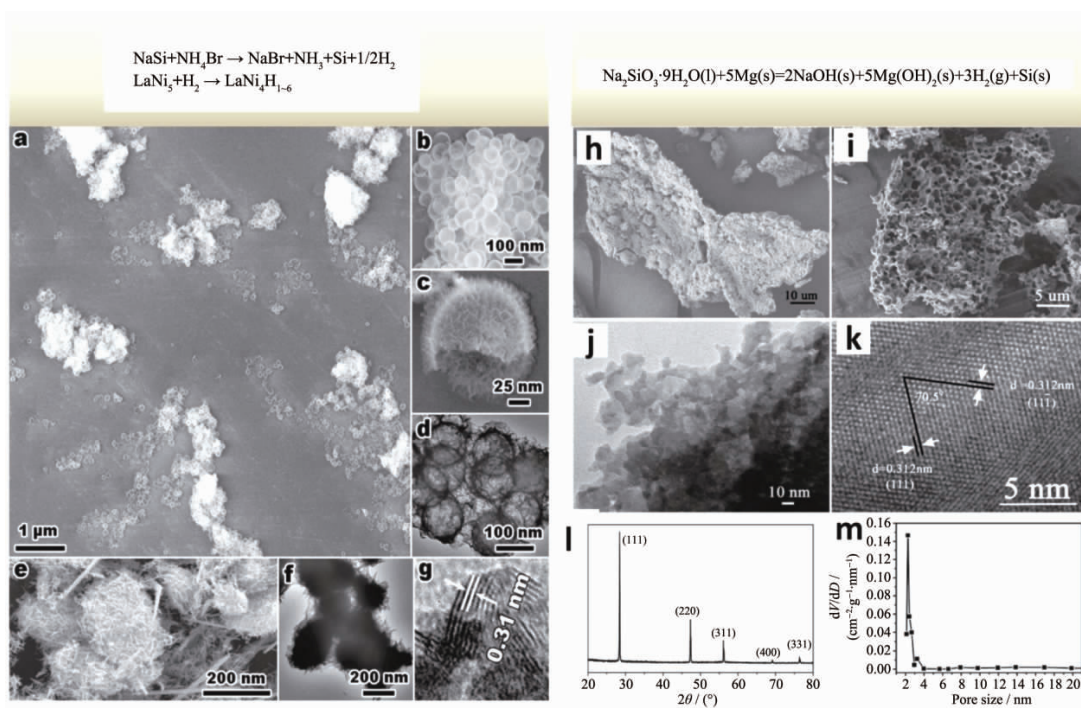 NaSi+NH₄Br → NaBr+NH₃+Si+1/2H₂
LaNi₅+H₂ → LaNi₄H₁~₆
Na₂SiO₃·9H₂O(l)+5Mg(s)=2NaOH(s)+5Mg(OH)₂(s)+3H₂(g)+Si(s)
a
1 μm
b
100 nm
c
25 nm
d
100 nm
e
200 nm
f
200 nm
g
0.31 nm
h
10 um
i
5 um
j
10 nm
k
d=0.312nm
(111̄)
70.5°
d=0.312nm
5 nm
l
(111)
(220)
(311)
(400)
(331)
20 30 40 50 60 70 80
2θ / (°)
m
dV/dD /
(cm⁻²·g⁻¹·nm⁻¹)
0.16
0.14
0.12
0.10
0.08
0.06
0.04
0.02
0.00
2 4 6 8 10 12 14 16 18 20
Pore size / nm